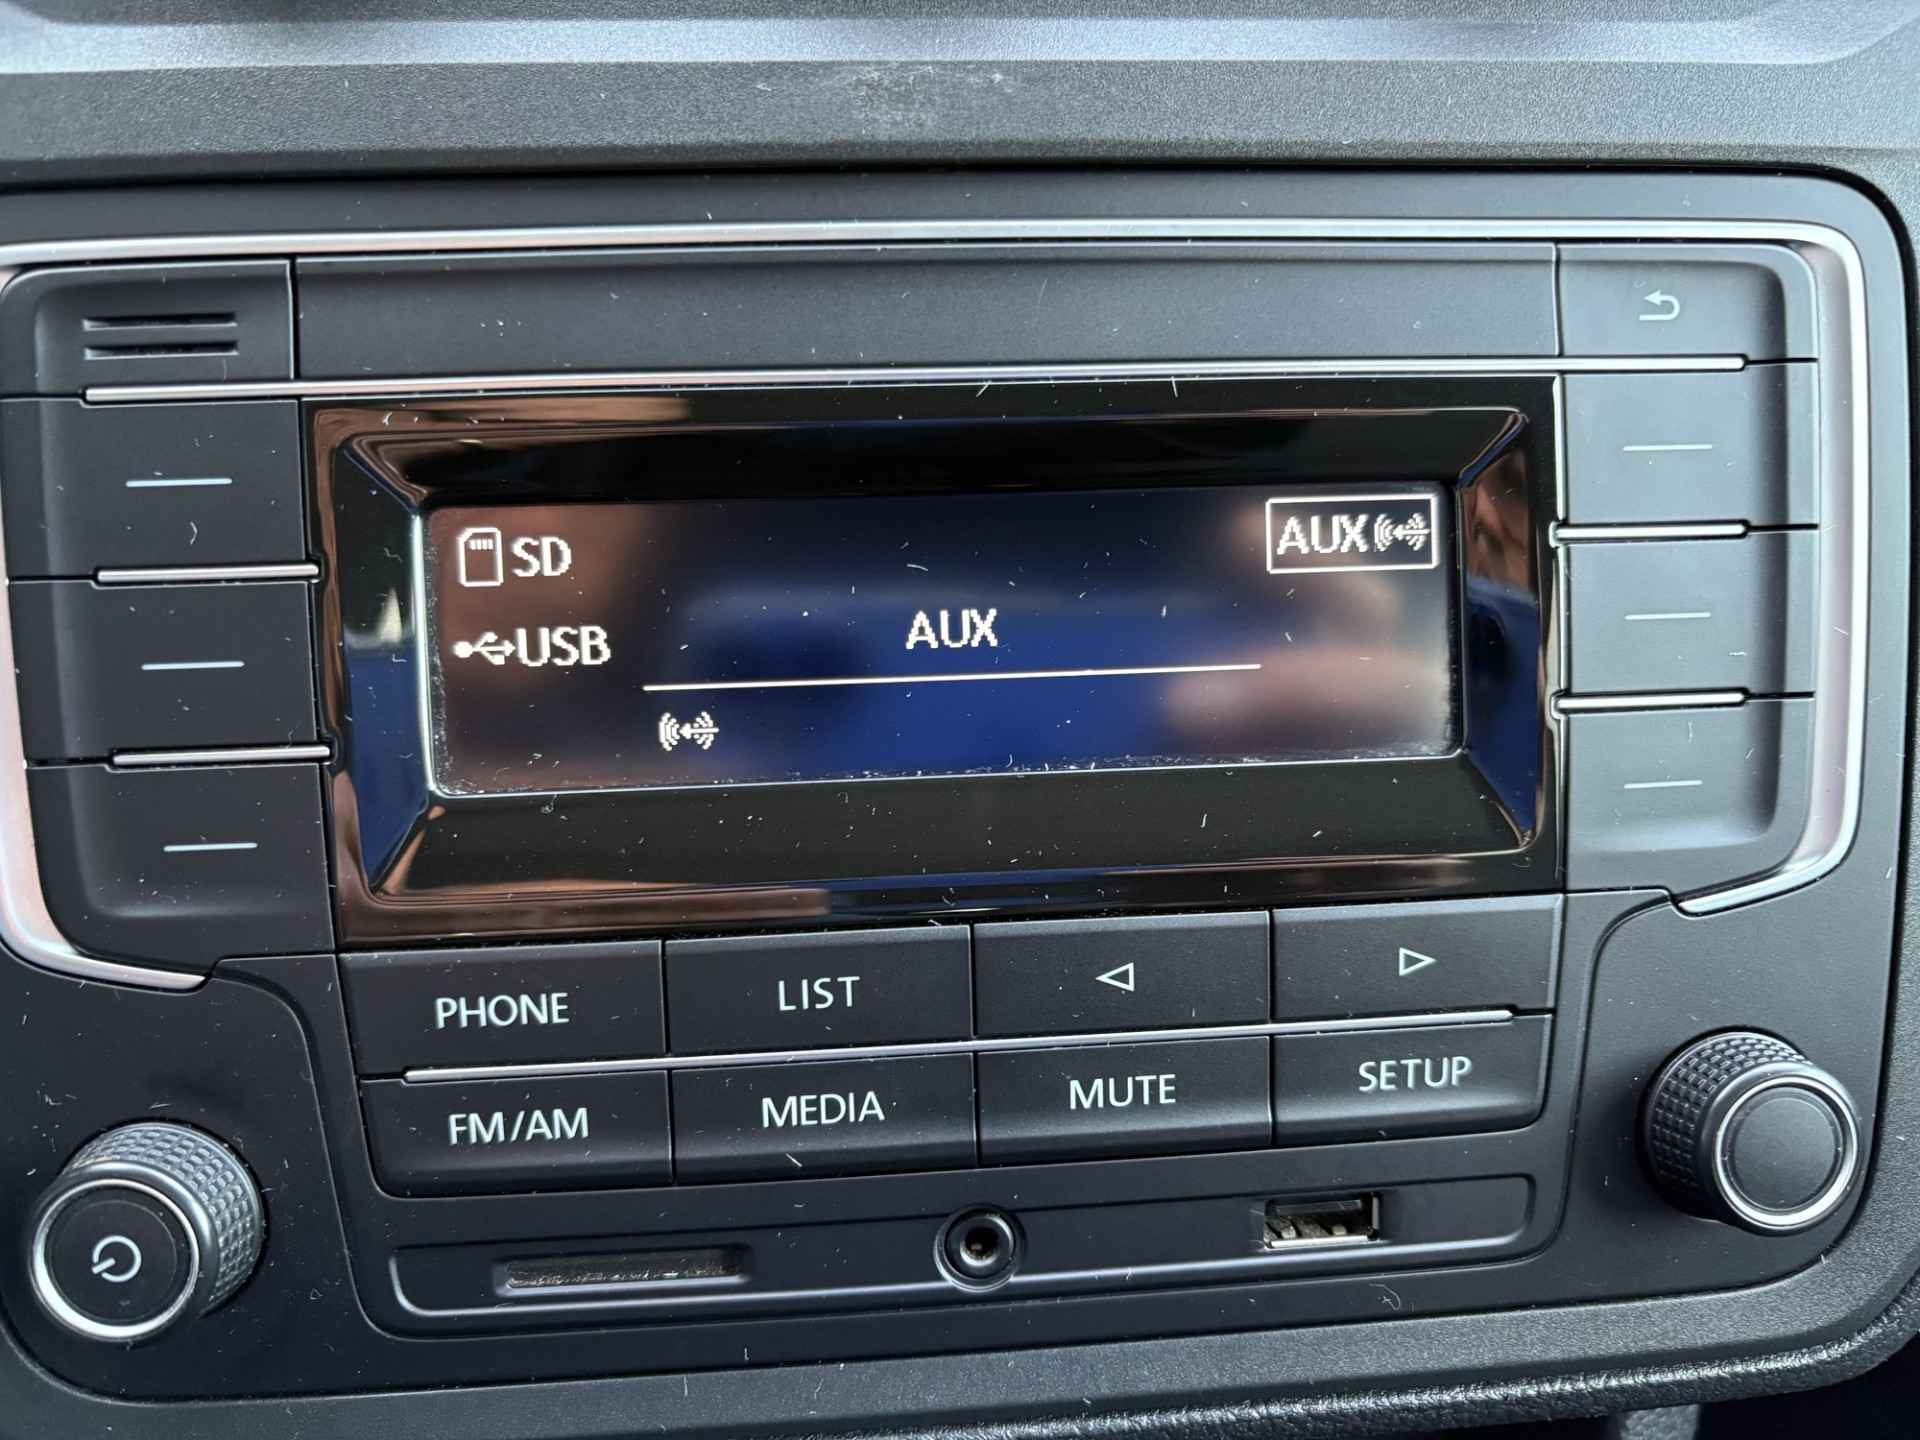 SD
AUX
AUX
USB
PHONE
LIST
FM/AM
MEDIA
MUTE
SETUP